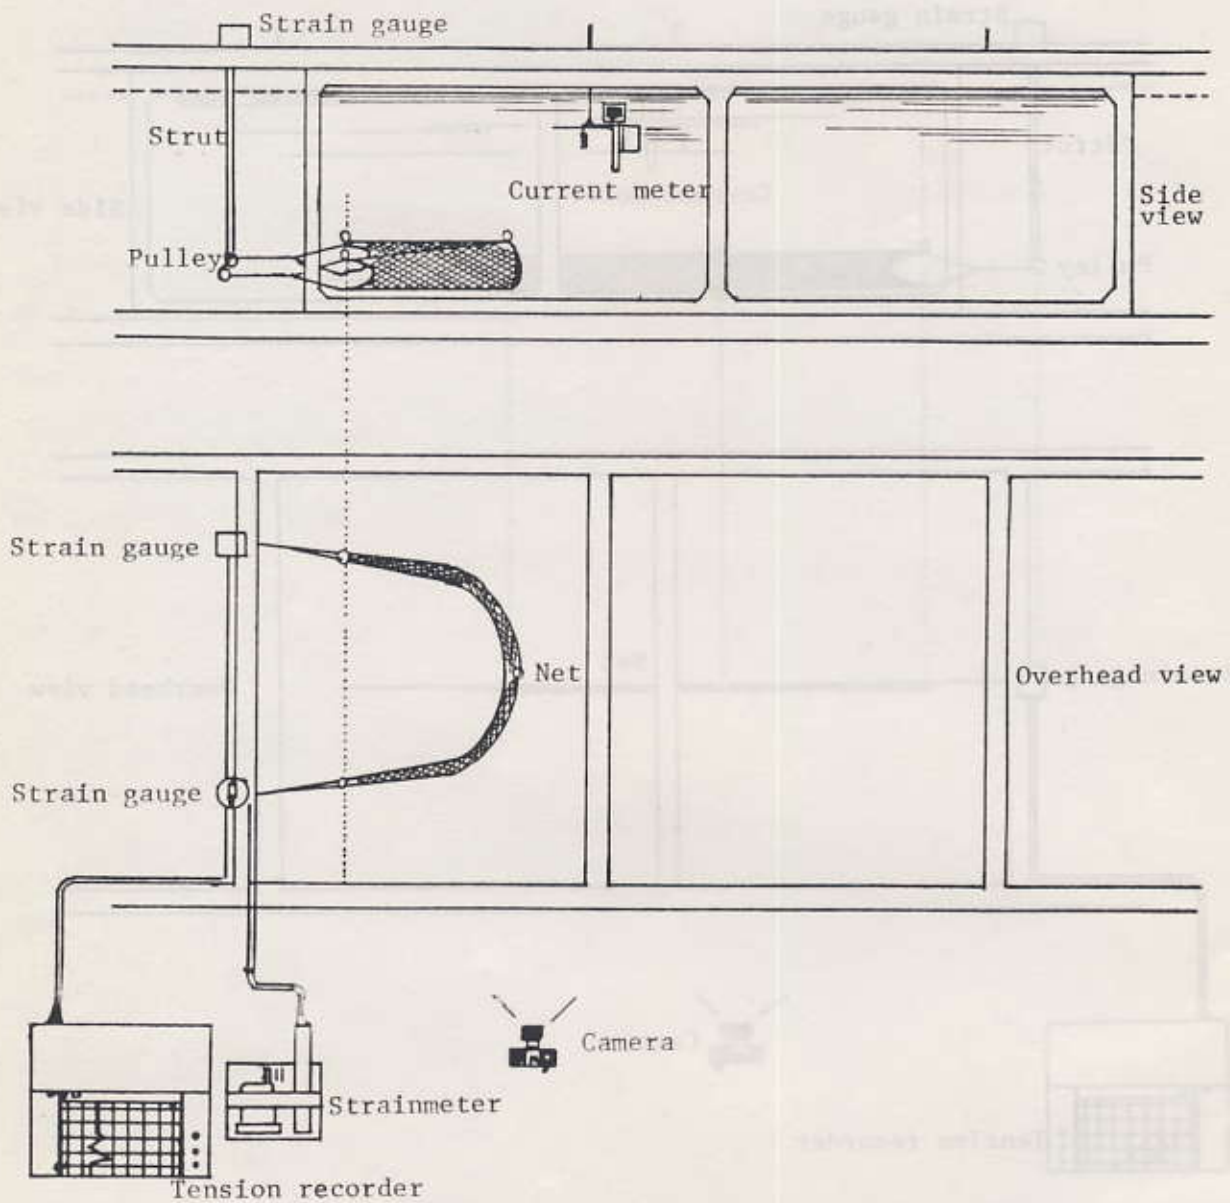 Strain gauge
Strut
Current meter
Side
view
Pulley
Strain gauge
Net
Overhead view
Strain gauge
Camera
Strainmeter
Tension recorder